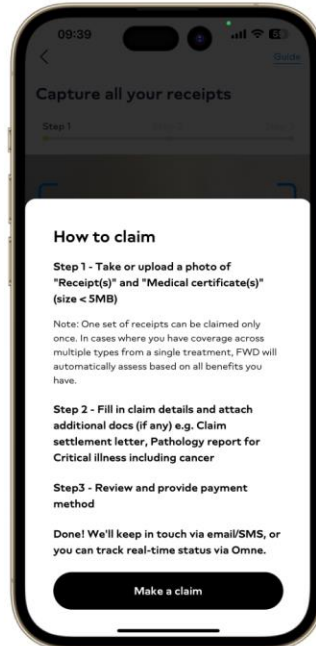 09:39
Guide
Capture all your receipts
Step 1
How to claim
Step 1 - Take or upload a photo of
"Receipt(s)" and "Medical certificate(s)"
(size < 5MB)
Note: One set of receipts can be claimed only
once. In cases where you have coverage across
multiple types from a single treatment, FWD will
automatically assess based on all benefits you
have.
Step 2 - Fill in claim details and attach
additional docs (if any) e.g. Claim
settlement letter, Pathology report for
Critical illness including cancer
Step3 - Review and provide payment
method
Done! We'll keep in touch via email/SMS, or
you can track real-time status via Omne.
Make a claim